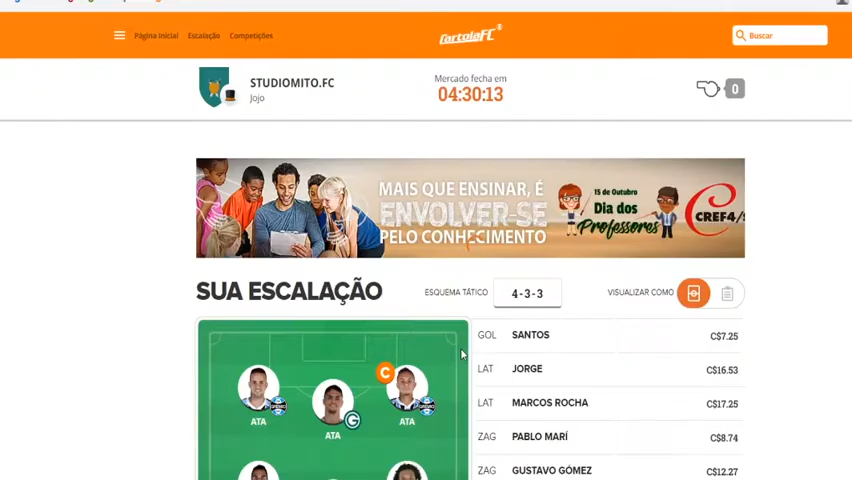 Página Inicial
Escalação
Competições
CartolaFC
Buscar
STUDIOMITO.FC
Jojo
Mercado fecha em
04:30:13
0
MAIS QUE ENSINAR, É
ENVOLVER-SE
PELO CONHECIMENTO
15 de Outubro
Dia dos
Professores
CREF4/
SUA ESCALAÇÃO
ESQUEMA TÁTICO
4-3-3
VISUALIZAR COMO
C
G
GRÊMIO
GRÊMIO
ATA
ATA
ATA
GOL SANTOS C$7.25
LAT JORGE C$16.53
LAT MARCOS ROCHA C$17.25
ZAG PABLO MARÍ C$8.74
ZAG GUSTAVO GÓMEZ C$12.27